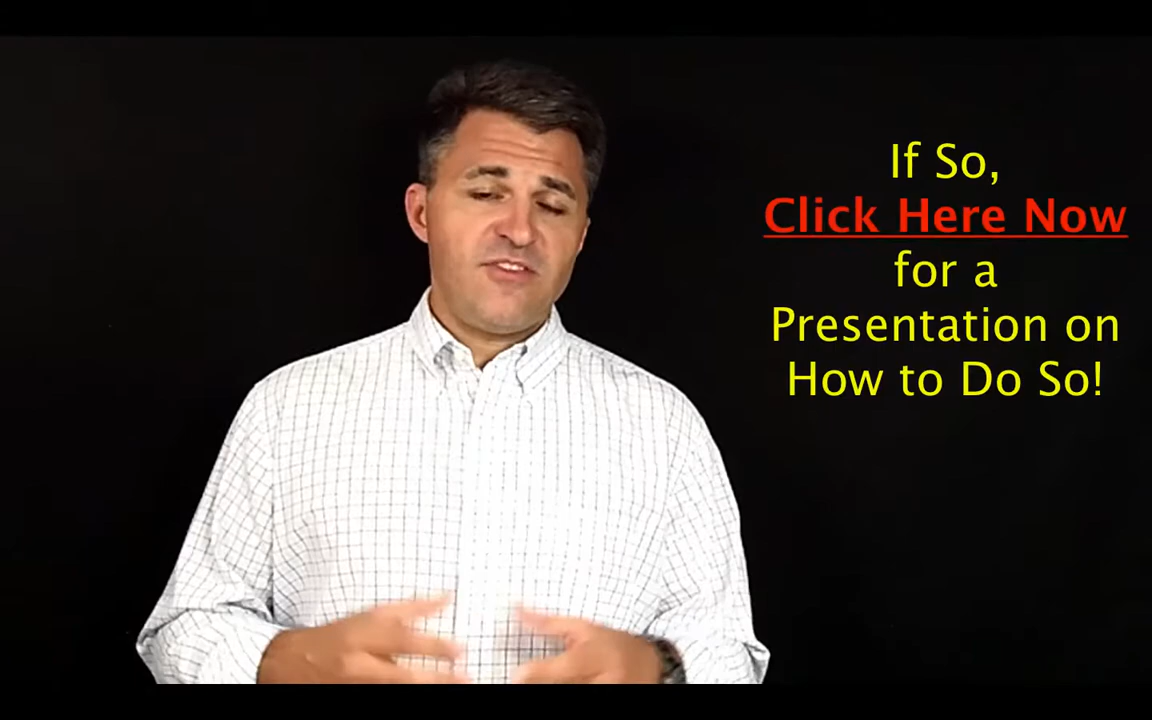 If So,
Click Here Now
for a
Presentation on
How to Do So!